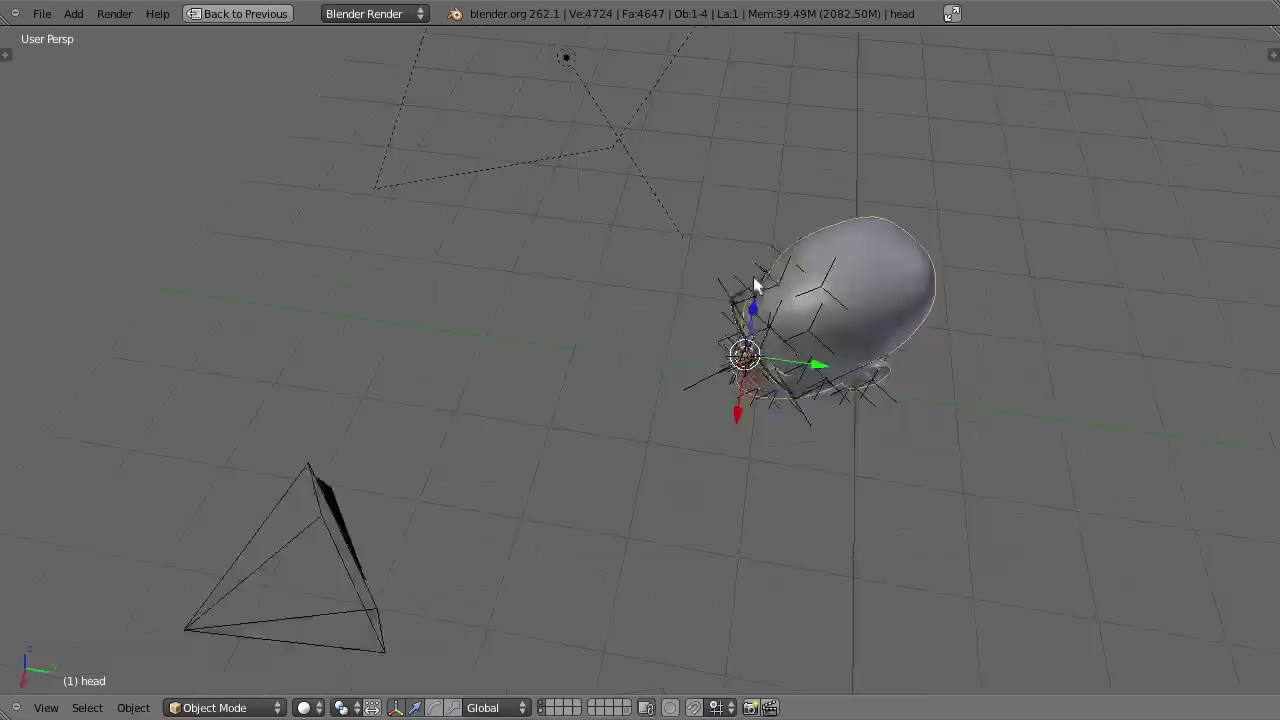 File Add Render Help Back to Previous Blender Render blender.org 262.1 | Ve:4724 | Fa:4647 | Ob:1-4 | La:1 | Mem:39.49M (2082.50M) | head
User Persp
z
y
(1) head
View Select Object Object Mode Global